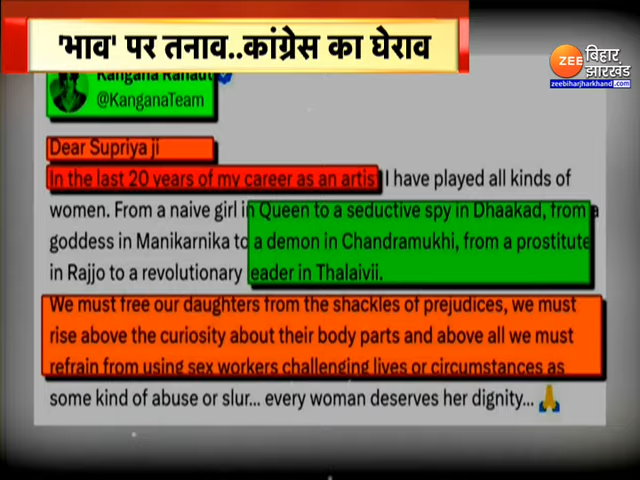 'भाव' पर तनाव..कांग्रेस का घेराव
ZEE बिहार झारखंड
zeebiharjharkhand.com
Kangana Ranaut
@KanganaTeam
Dear Supriya ji
In the last 20 years of my career as an artist I have played all kinds of
women. From a naive girl in Queen to a seductive spy in Dhaakad, from a
goddess in Manikarnika to a demon in Chandramukhi, from a prostitute
in Rajjo to a revolutionary leader in Thalaivii.
We must free our daughters from the shackles of prejudices, we must
rise above the curiosity about their body parts and above all we must
refrain from using sex workers challenging lives or circumstances as
some kind of abuse or slur... every woman deserves her dignity... 🙏